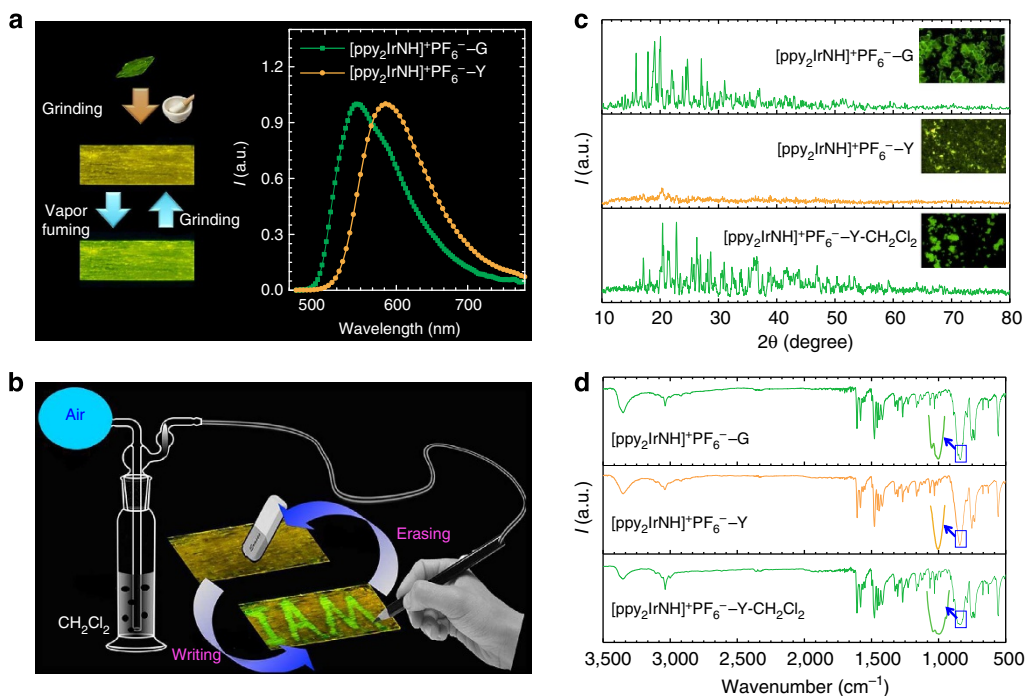 a
Grinding
Vapor
fuming
Grinding
[ppy₂IrNH]⁺PF₆⁻–G
[ppy₂IrNH]⁺PF₆⁻–Y
I (a.u.)
1.2
0.9
0.6
0.3
0.0
500 600 700
Wavelength (nm)
b
Air
CH₂Cl₂
Erasing
Writing
IAM
c
[ppy₂IrNH]⁺PF₆⁻–G
[ppy₂IrNH]⁺PF₆⁻–Y
[ppy₂IrNH]⁺PF₆⁻–Y-CH₂Cl₂
I (a.u.)
10 20 30 40 50 60 70 80
2θ (degree)
d
[ppy₂IrNH]⁺PF₆⁻–G
[ppy₂IrNH]⁺PF₆⁻–Y
[ppy₂IrNH]⁺PF₆⁻–Y-CH₂Cl₂
I (a.u.)
3,500 3,000 2,500 2,000 1,500 1,000 500
Wavenumber (cm⁻¹)